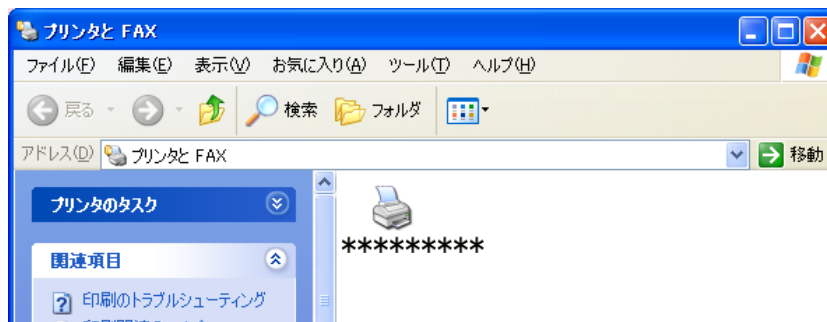 プリンタと FAX
ファイル(F) 編集(E) 表示(V) お気に入り(A) ツール(T) ヘルプ(H)
戻る 検索 フォルダ
アドレス(D) プリンタと FAX 移動
プリンタのタスク
*********
関連項目
印刷のトラブルシューティング